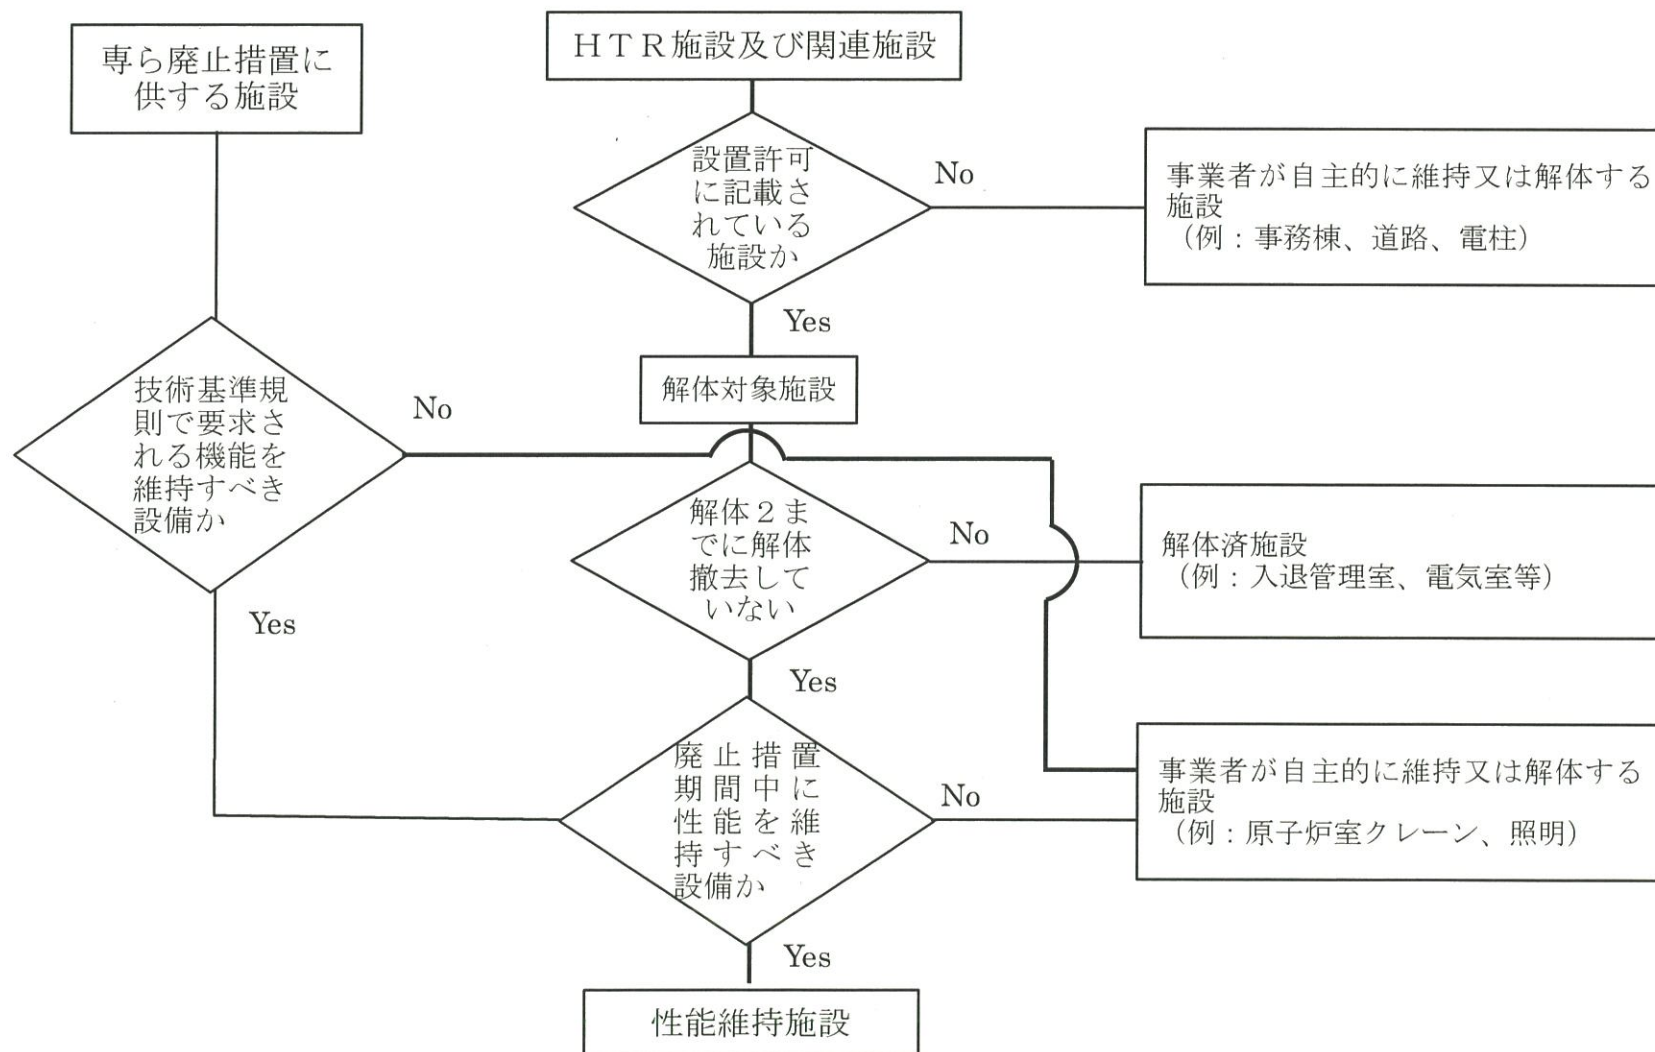 専ら廃止措置に
供する施設
HTR施設及び関連施設
設置許可
に記載さ
れている
施設か
No
事業者が自主的に維持又は解体する
施設
(例:事務棟、道路、電柱)
Yes
解体対象施設
技術基準規
則で要求さ
れる機能を
維持すべき
設備か
No
Yes
解体2ま
でに解体
撤去して
いない
No
解体済施設
(例:入退管理室、電気室等)
Yes
廃止措置
期間中に
性能を維
持すべき
設備か
No
事業者が自主的に維持又は解体する
施設
(例:原子炉室クレーン、照明)
Yes
性能維持施設